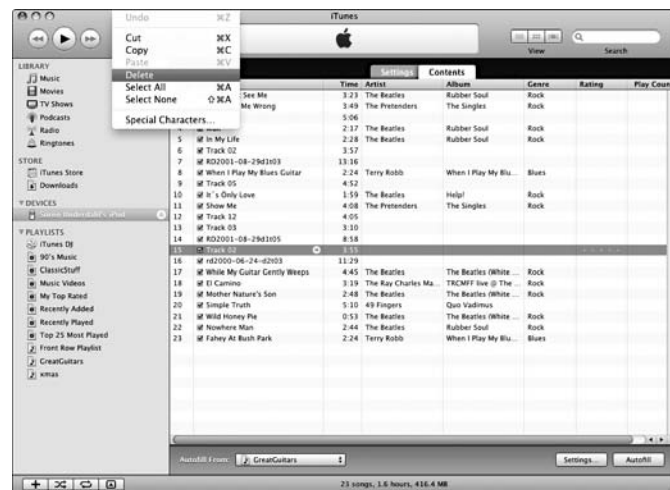 iTunes
Undo ⌘Z
Cut ⌘X
Copy ⌘C
Paste ⌘V
Delete
Select All ⌘A
Select None ⇧⌘A
Special Characters...
View
Search
Settings Contents
LIBRARY
Music
Movies
TV Shows
Podcasts
Radio
Ringtones
STORE
iTunes Store
Downloads
DEVICES
iPod
PLAYLISTS
iTunes DJ
90's Music
ClassicStuff
Music Videos
My Top Rated
Recently Added
Recently Played
Top 25 Most Played
Front Row Playlist
GreatGuitars
xmas
Time Artist Album Genre Rating Play Coun
See Me 3:23 The Beatles Rubber Soul Rock
Me Wrong 3:49 The Pretenders The Singles Rock
5:06
2:37 The Beatles Rubber Soul Rock
5 In My Life 2:28 The Beatles Rubber Soul Rock
6 Track 02 3:57
7 RD2001-08-29d1t03 13:16
8 When I Play My Blues Guitar 2:24 Terry Robb When I Play My Blu... Blues
9 Track 05 4:52
10 It's Only Love 1:59 The Beatles Help! Rock
11 Show Me 4:08 The Pretenders The Singles Rock
12 Track 12 4:05
13 Track 03 3:10
14 RD2001-08-29d1t05 8:58
15 Track 02 3:55
16 rd2000-06-24-d2t03 11:29
17 While My Guitar Gently Weeps 4:45 The Beatles The Beatles (White ... Rock
18 El Camino 3:19 The Ray Charles Ma... TRCMFF live @ The ... Rock
19 Mother Nature's Son 2:48 The Beatles The Beatles (White ... Rock
20 Simple Truth 5:10 49 Fingers Quo Vadimus
21 Wild Honey Pie 0:53 The Beatles The Beatles (White ... Rock
22 Nowhere Man 2:44 The Beatles Rubber Soul Rock
23 Fahey At Bush Park 2:24 Terry Robb When I Play My Blu... Blues
Autofill From: GreatGuitars Settings... Autofill
23 songs, 1.6 hours, 416.4 MB